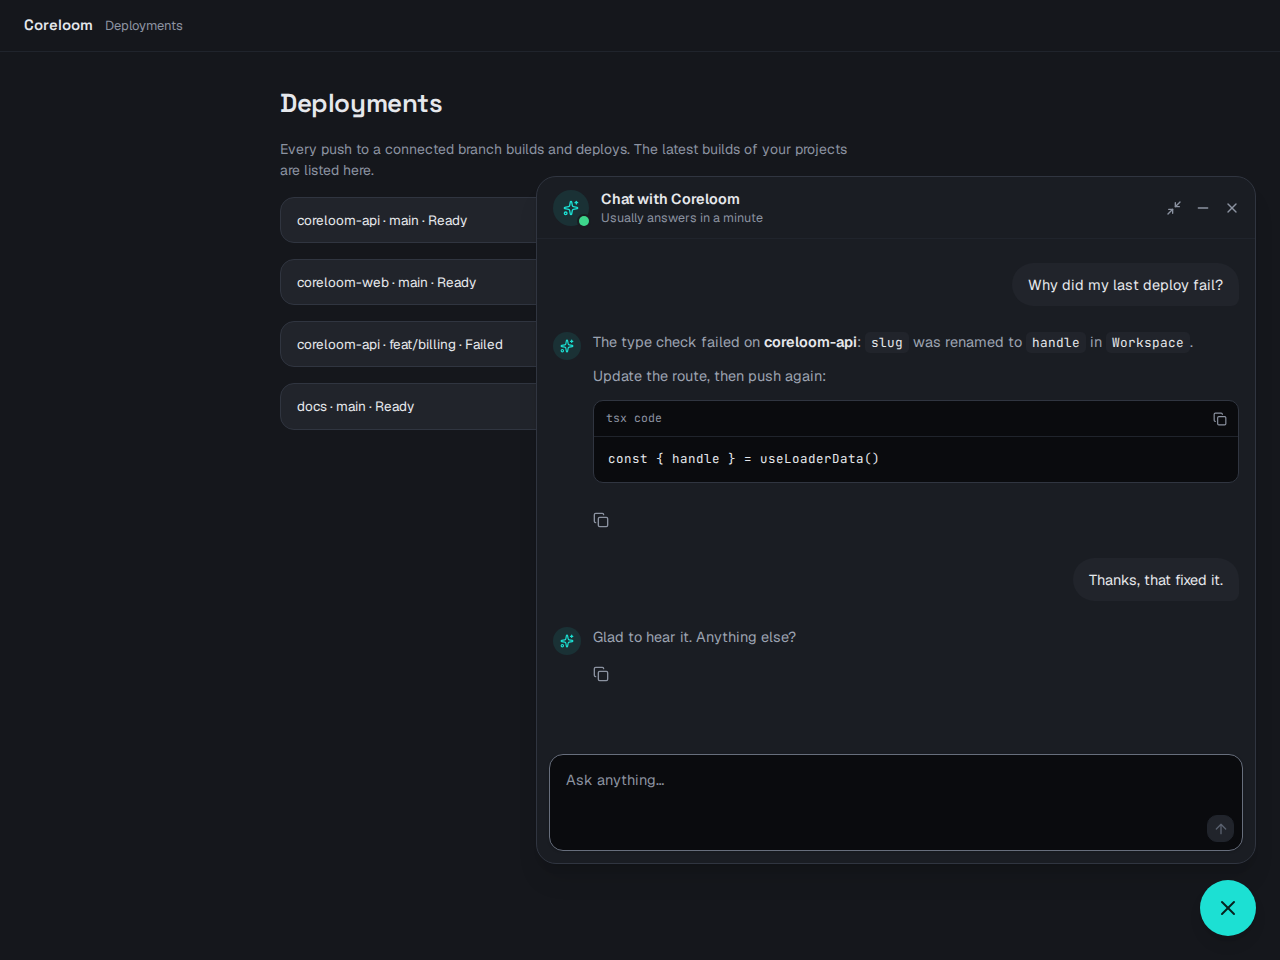 Coreloom Deployments
Deployments
Every push to a connected branch builds and deploys. The latest builds of your projects
are listed here.
coreloom-api · main · Ready
coreloom-web · main · Ready
coreloom-api · feat/billing · Failed
docs · main · Ready
Chat with Coreloom
Usually answers in a minute
Why did my last deploy fail?
The type check failed on coreloom-api: slug was renamed to handle in Workspace.
Update the route, then push again:
tsx code
const { handle } = useLoaderData()
Thanks, that fixed it.
Glad to hear it. Anything else?
Ask anything…